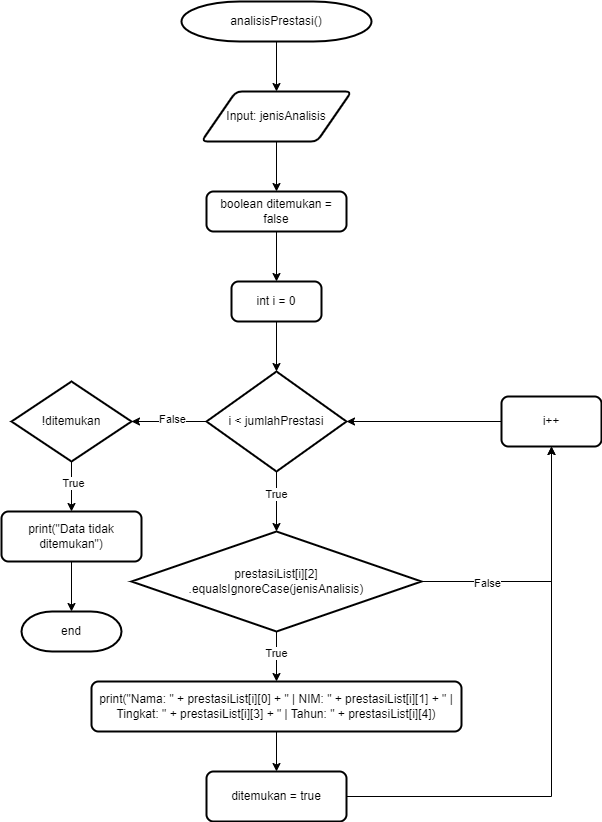 analisisPrestasi()
Input: jenisAnalisis
boolean ditemukan =
false
int i = 0
!ditemukan
False
i < jumlahPrestasi
i++
True
True
print("Data tidak
ditemukan")
prestasiList[i][2]
.equalsIgnoreCase(jenisAnalisis)
False
end
True
print("Nama: " + prestasiList[i][0] + " | NIM: " + prestasiList[i][1] + " |
Tingkat: " + prestasiList[i][3] + " | Tahun: " + prestasiList[i][4])
ditemukan = true